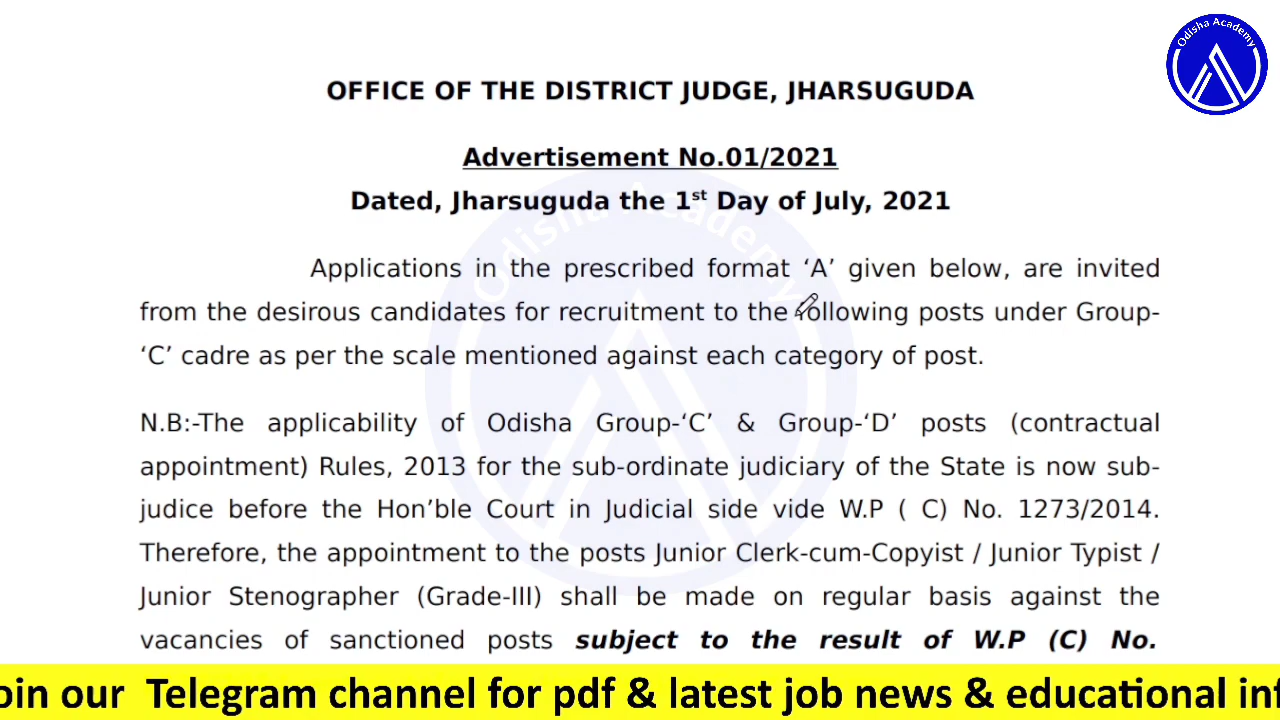 Odisha Academy
OFFICE OF THE DISTRICT JUDGE, JHARSUGUDA
Advertisement No.01/2021
Dated, Jharsuguda the 1st Day of July, 2021
Odisha Academy
Applications in the prescribed format ‘A’ given below, are invited
from the desirous candidates for recruitment to the following posts under Group-
‘C’ cadre as per the scale mentioned against each category of post.
N.B:-The applicability of Odisha Group-‘C’ & Group-‘D’ posts (contractual
appointment) Rules, 2013 for the sub-ordinate judiciary of the State is now sub-
judice before the Hon’ble Court in Judicial side vide W.P ( C) No. 1273/2014.
Therefore, the appointment to the posts Junior Clerk-cum-Copyist / Junior Typist /
Junior Stenographer (Grade-III) shall be made on regular basis against the
vacancies of sanctioned posts subject to the result of W.P (C) No.
oin our Telegram channel for pdf & latest job news & educational inf